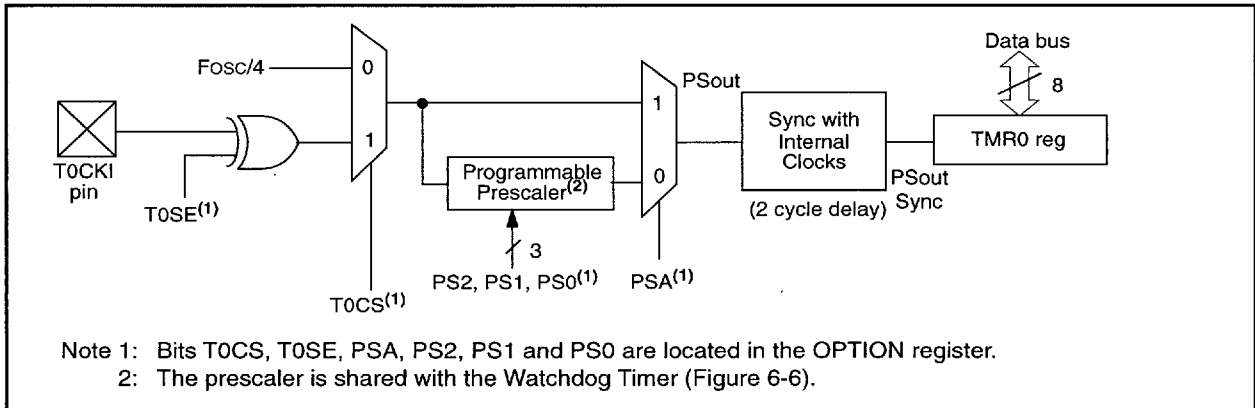 Data bus
8
Fosc/4
0
1
PSout
1
0
T0CKI
pin
T0SE(1)
Programmable
Prescaler(2)
Sync with
Internal
Clocks
TMR0 reg
PSout
Sync
(2 cycle delay)
3
PS2, PS1, PS0(1)
PSA(1)
T0CS(1)
Note 1: Bits T0CS, T0SE, PSA, PS2, PS1 and PS0 are located in the OPTION register.
2: The prescaler is shared with the Watchdog Timer (Figure 6-6).